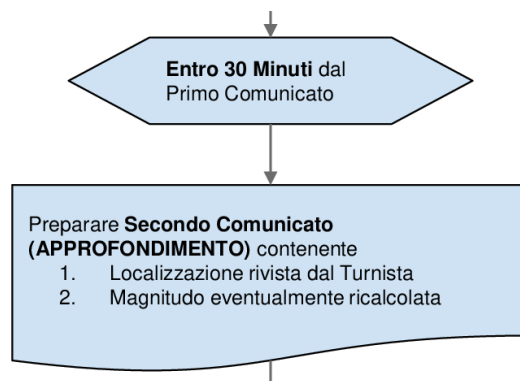 Entro 30 Minuti dal
Primo Comunicato
Preparare Secondo Comunicato
(APPROFONDIMENTO) contenente
1. Localizzazione rivista dal Turnista
2. Magnitudo eventualmente ricalcolata